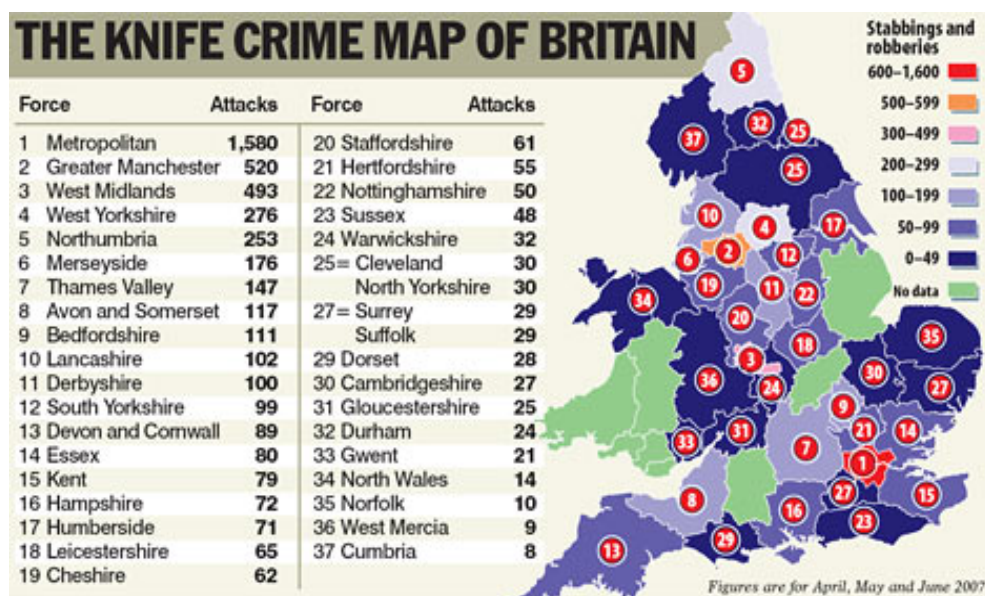 THE KNIFE CRIME MAP OF BRITAIN
Force Attacks
1 Metropolitan 1,580
2 Greater Manchester 520
3 West Midlands 493
4 West Yorkshire 276
5 Northumbria 253
6 Merseyside 176
7 Thames Valley 147
8 Avon and Somerset 117
9 Bedfordshire 111
10 Lancashire 102
11 Derbyshire 100
12 South Yorkshire 99
13 Devon and Cornwall 89
14 Essex 80
15 Kent 79
16 Hampshire 72
17 Humberside 71
18 Leicestershire 65
19 Cheshire 62
Force Attacks
20 Staffordshire 61
21 Hertfordshire 55
22 Nottinghamshire 50
23 Sussex 48
24 Warwickshire 32
25= Cleveland 30
North Yorkshire 30
27= Surrey 29
Suffolk 29
29 Dorset 28
30 Cambridgeshire 27
31 Gloucestershire 25
32 Durham 24
33 Gwent 21
34 North Wales 14
35 Norfolk 10
36 West Mercia 9
37 Cumbria 8
Stabbings and
robberies
600–1,600
500–599
300–499
200–299
100–199
50–99
0–49
No data
5
32
25
37
25
10
4
17
2
6
12
19
11
22
34
20
18
35
3
36
24
30
27
9
33
31
21
14
7
1
8
27
15
16
23
29
13
Figures are for April, May and June 2007